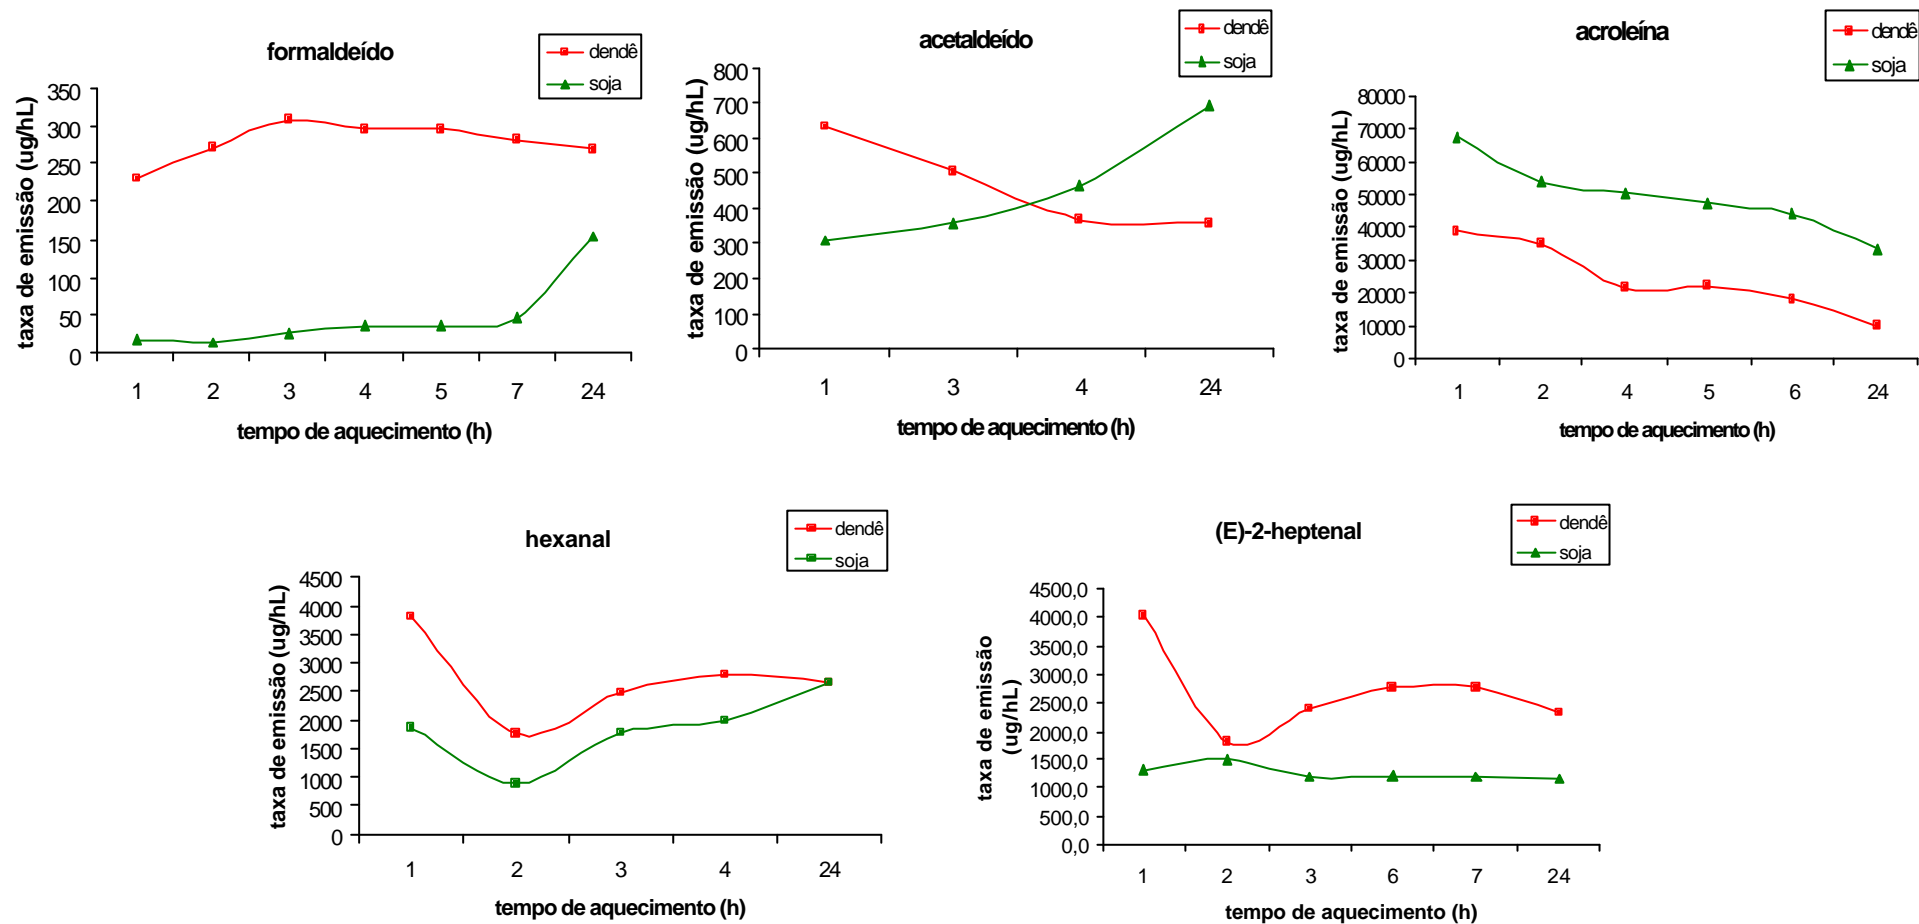 formaldeído
dendê
soja
taxa de emissão (ug/hL)
350
300
250
200
150
100
50
0
1 2 3 4 5 7 24
tempo de aquecimento (h)
acetaldeído
dendê
soja
taxa de emissão (ug/hL)
800
700
600
500
400
300
200
100
0
1 3 4 24
tempo de aquecimento (h)
acroleína
dendê
soja
taxa de emissão (ug/hL)
80000
70000
60000
50000
40000
30000
20000
10000
0
1 2 4 5 6 24
tempo de aquecimento (h)
hexanal
dendê
soja
taxa de emissão (ug/hL)
4500
4000
3500
3000
2500
2000
1500
1000
500
0
1 2 3 4 24
tempo de aquecimento (h)
(E)-2-heptenal
dendê
soja
taxa de emissão
(ug/hL)
4500,0
4000,0
3500,0
3000,0
2500,0
2000,0
1500,0
1000,0
500,0
0,0
1 2 3 6 7 24
tempo de aquecimento (h)